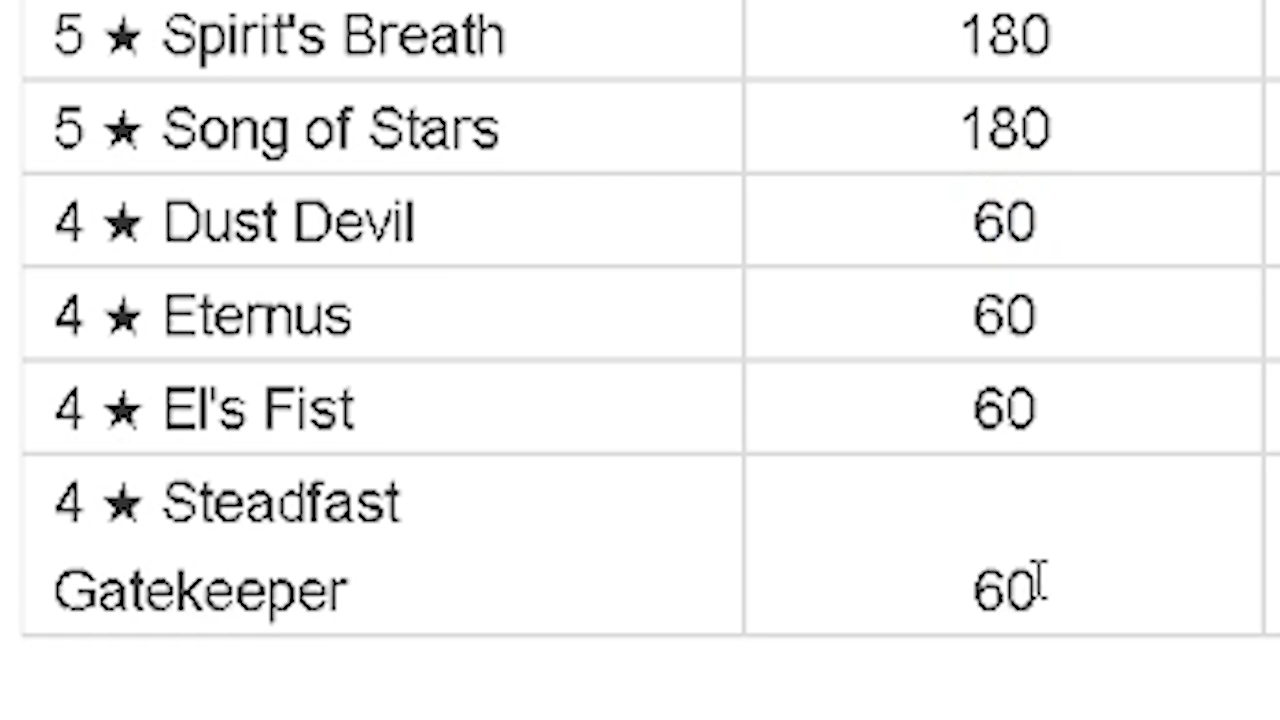 5 ★ Spirit's Breath 180
5 ★ Song of Stars 180
4 ★ Dust Devil 60
4 ★ Eternus 60
4 ★ El's Fist 60
4 ★ Steadfast
Gatekeeper 60